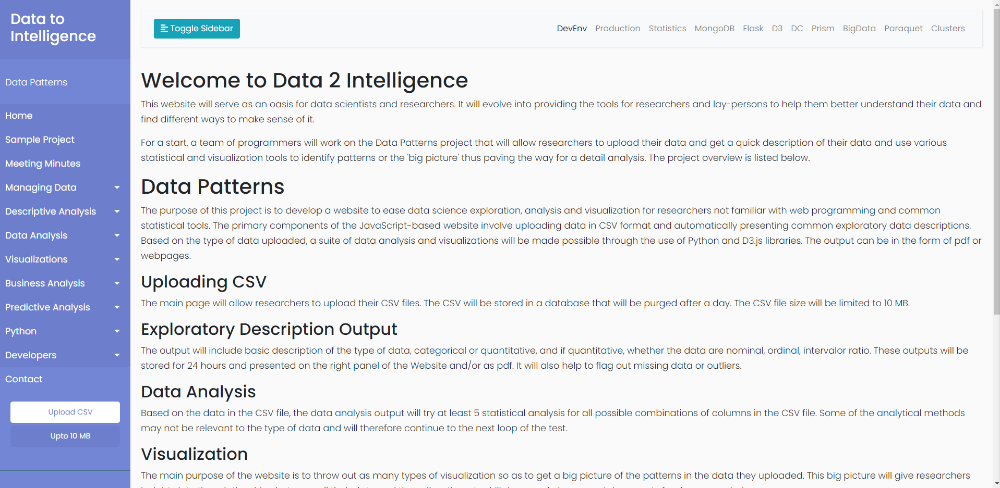 Data to
Intelligence
Data Patterns
Home
Sample Project
Meeting Minutes
Managing Data
Descriptive Analysis
Data Analysis
Visualizations
Business Analysis
Predictive Analysis
Python
Developers
Contact
Upload CSV
Upto 10 MB
Toggle Sidebar
DevEnv Production Statistics MongoDB Flask D3 DC Prism BigData Paraquet Clusters
Welcome to Data 2 Intelligence
This website will serve as an oasis for data scientists and researchers. It will evolve into providing the tools for researchers and lay-persons to help them better understand their data and
find different ways to make sense of it.
For a start, a team of programmers will work on the Data Patterns project that will allow researchers to upload their data and get a quick description of their data and use various
statistical and visualization tools to identify patterns or the 'big picture' thus paving the way for a detail analysis. The project overview is listed below.
Data Patterns
The purpose of this project is to develop a website to ease data science exploration, analysis and visualization for researchers not familiar with web programming and common
statistical tools. The primary components of the JavaScript-based website involve uploading data in CSV format and automatically presenting common exploratory data descriptions.
Based on the type of data uploaded, a suite of data analysis and visualizations will be made possible through the use of Python and D3.js libraries. The output can be in the form of pdf or
webpages.
Uploading CSV
The main page will allow researchers to upload their CSV files. The CSV will be stored in a database that will be purged after a day. The CSV file size will be limited to 10 MB.
Exploratory Description Output
The output will include basic description of the type of data, categorical or quantitative, and if quantitative, whether the data are nominal, ordinal, intervalor ratio. These outputs will be
stored for 24 hours and presented on the right panel of the Website and/or as pdf. It will also help to flag out missing data or outliers.
Data Analysis
Based on the data in the CSV file, the data analysis output will try at least 5 statistical analysis for all possible combinations of columns in the CSV file. Some of the analytical methods
may not be relevant to the type of data and will therefore continue to the next loop of the test.
Visualization
The main purpose of the website is to throw out as many types of visualization so as to get a big picture of the patterns in the data they uploaded. This big picture will give researchers